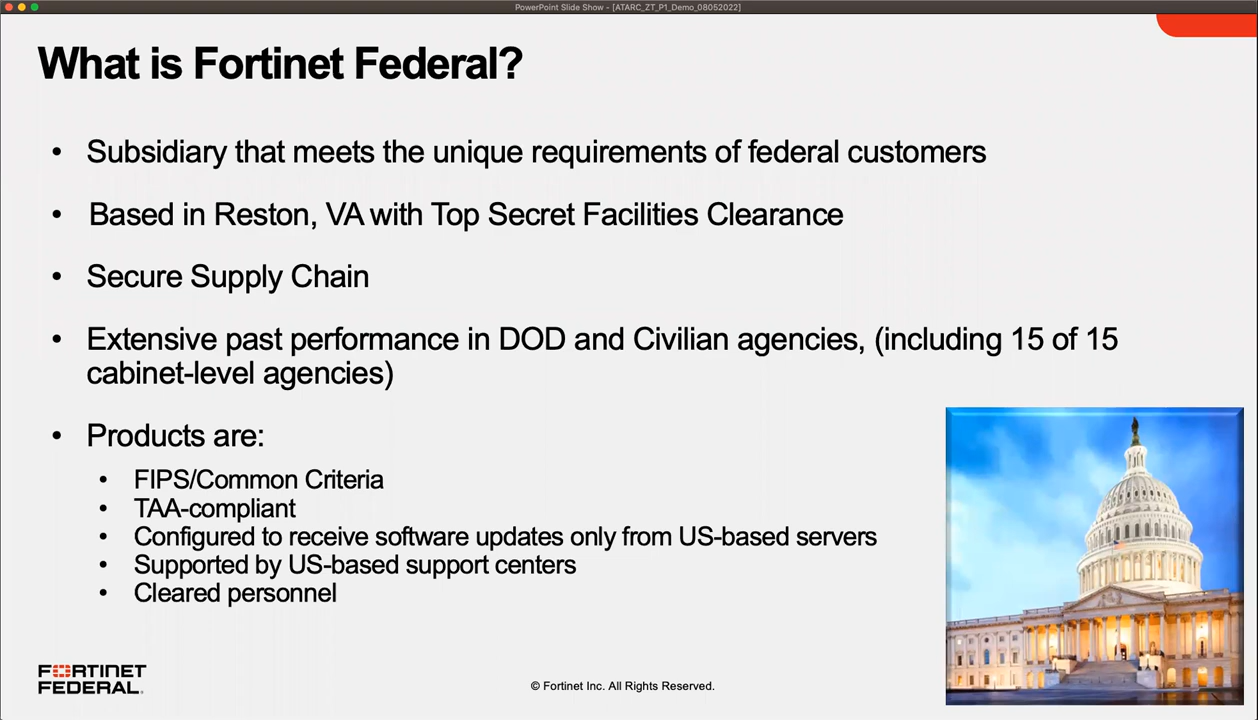 PowerPoint Slide Show - [ATARC_ZT_P1_Demo_08052022]
What is Fortinet Federal?
• Subsidiary that meets the unique requirements of federal customers
• Based in Reston, VA with Top Secret Facilities Clearance
• Secure Supply Chain
• Extensive past performance in DOD and Civilian agencies, (including 15 of 15
cabinet-level agencies)
• Products are:
• FIPS/Common Criteria
• TAA-compliant
• Configured to receive software updates only from US-based servers
• Supported by US-based support centers
• Cleared personnel
FORTINET
FEDERAL
© Fortinet Inc. All Rights Reserved.